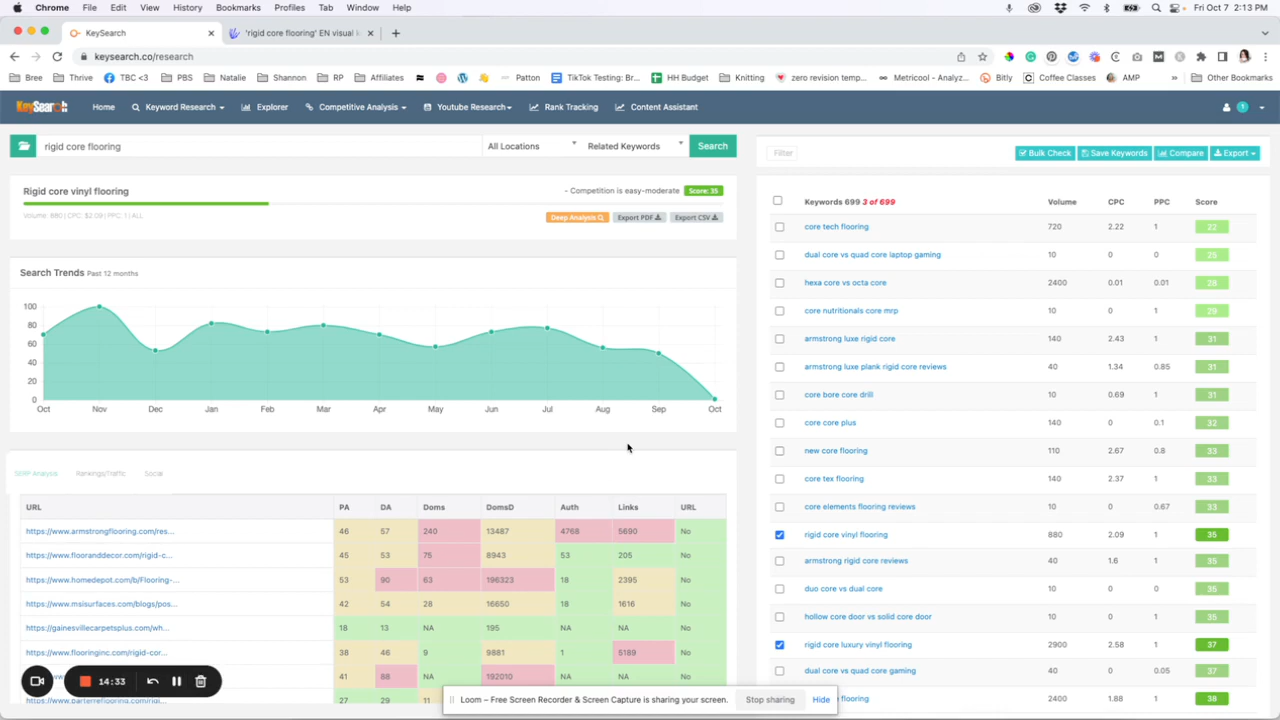 Chrome File Edit View History Bookmarks Profiles Tab Window Help Fri Oct 7 2:13 PM
KeySearch × 'rigid core flooring' EN visual × +
keysearch.co/research
Bree Thrive TBC <3 PBS Natalie Shannon RP Affiliates Patton TikTok Testing: Br... HH Budget Knitting zero revision temp... Metricool - Analyz... Bitly Coffee Classes AMP » Other Bookmarks
KeySearch Home Keyword Research Explorer Competitive Analysis Youtube Research Rank Tracking Content Assistant 1
rigid core flooring All Locations Related Keywords Search
Rigid core vinyl flooring - Competition is easy-moderate Score: 35
Volume: 880 | CPC: $2.09 | PPC: 1 | ALL Deep Analysis Export PDF Export CSV
Search Trends Past 12 months
100
80
60
40
20
0
Oct Nov Dec Jan Feb Mar Apr May Jun Jul Aug Sep Oct
SERP Analysis Rankings/Traffic Social
URL PA DA Doms DomsD Auth Links URL
https://www.armstrongflooring.com/res... 46 57 240 13487 4768 5690 No
https://www.flooranddecor.com/rigid-c... 45 53 75 8943 53 205 No
https://www.homedepot.com/b/Flooring-... 53 90 63 196323 18 2395 No
https://www.msisurfaces.com/blogs/pos... 42 54 28 16650 18 1616 No
https://gainesvillecarpetsplus.com/wh... 18 13 NA 195 NA NA No
https://www.flooringinc.com/rigid-cor... 38 46 9 9881 1 5189 No
41 88 NA 192010 NA NA No
27 29 11
14:33
Loom – Free Screen Recorder & Screen Capture is sharing your screen. Stop sharing Hide
Filter Bulk Check Save Keywords Compare Export
Keywords 699 3 of 699 Volume CPC PPC Score
core tech flooring 720 2.22 1 22
dual core vs quad core laptop gaming 10 0 0 25
hexa core vs octa core 2400 0.01 0.01 28
core nutritionals core mrp 10 0 1 29
armstrong luxe rigid core 140 2.43 1 31
armstrong luxe plank rigid core reviews 40 1.34 0.85 31
core bore core drill 10 0.69 1 31
core core plus 140 0 0.1 32
new core flooring 110 2.67 0.8 33
core tex flooring 140 2.37 1 33
core elements flooring reviews 10 0 0.67 33
rigid core vinyl flooring 880 2.09 1 35
armstrong rigid core reviews 40 1.6 1 35
duo core vs dual core 10 0 0 35
hollow core door vs solid core door 10 0 1 35
rigid core luxury vinyl flooring 2900 2.58 1 37
dual core vs quad core gaming 40 0 0.05 37
flooring 2400 1.88 1 38